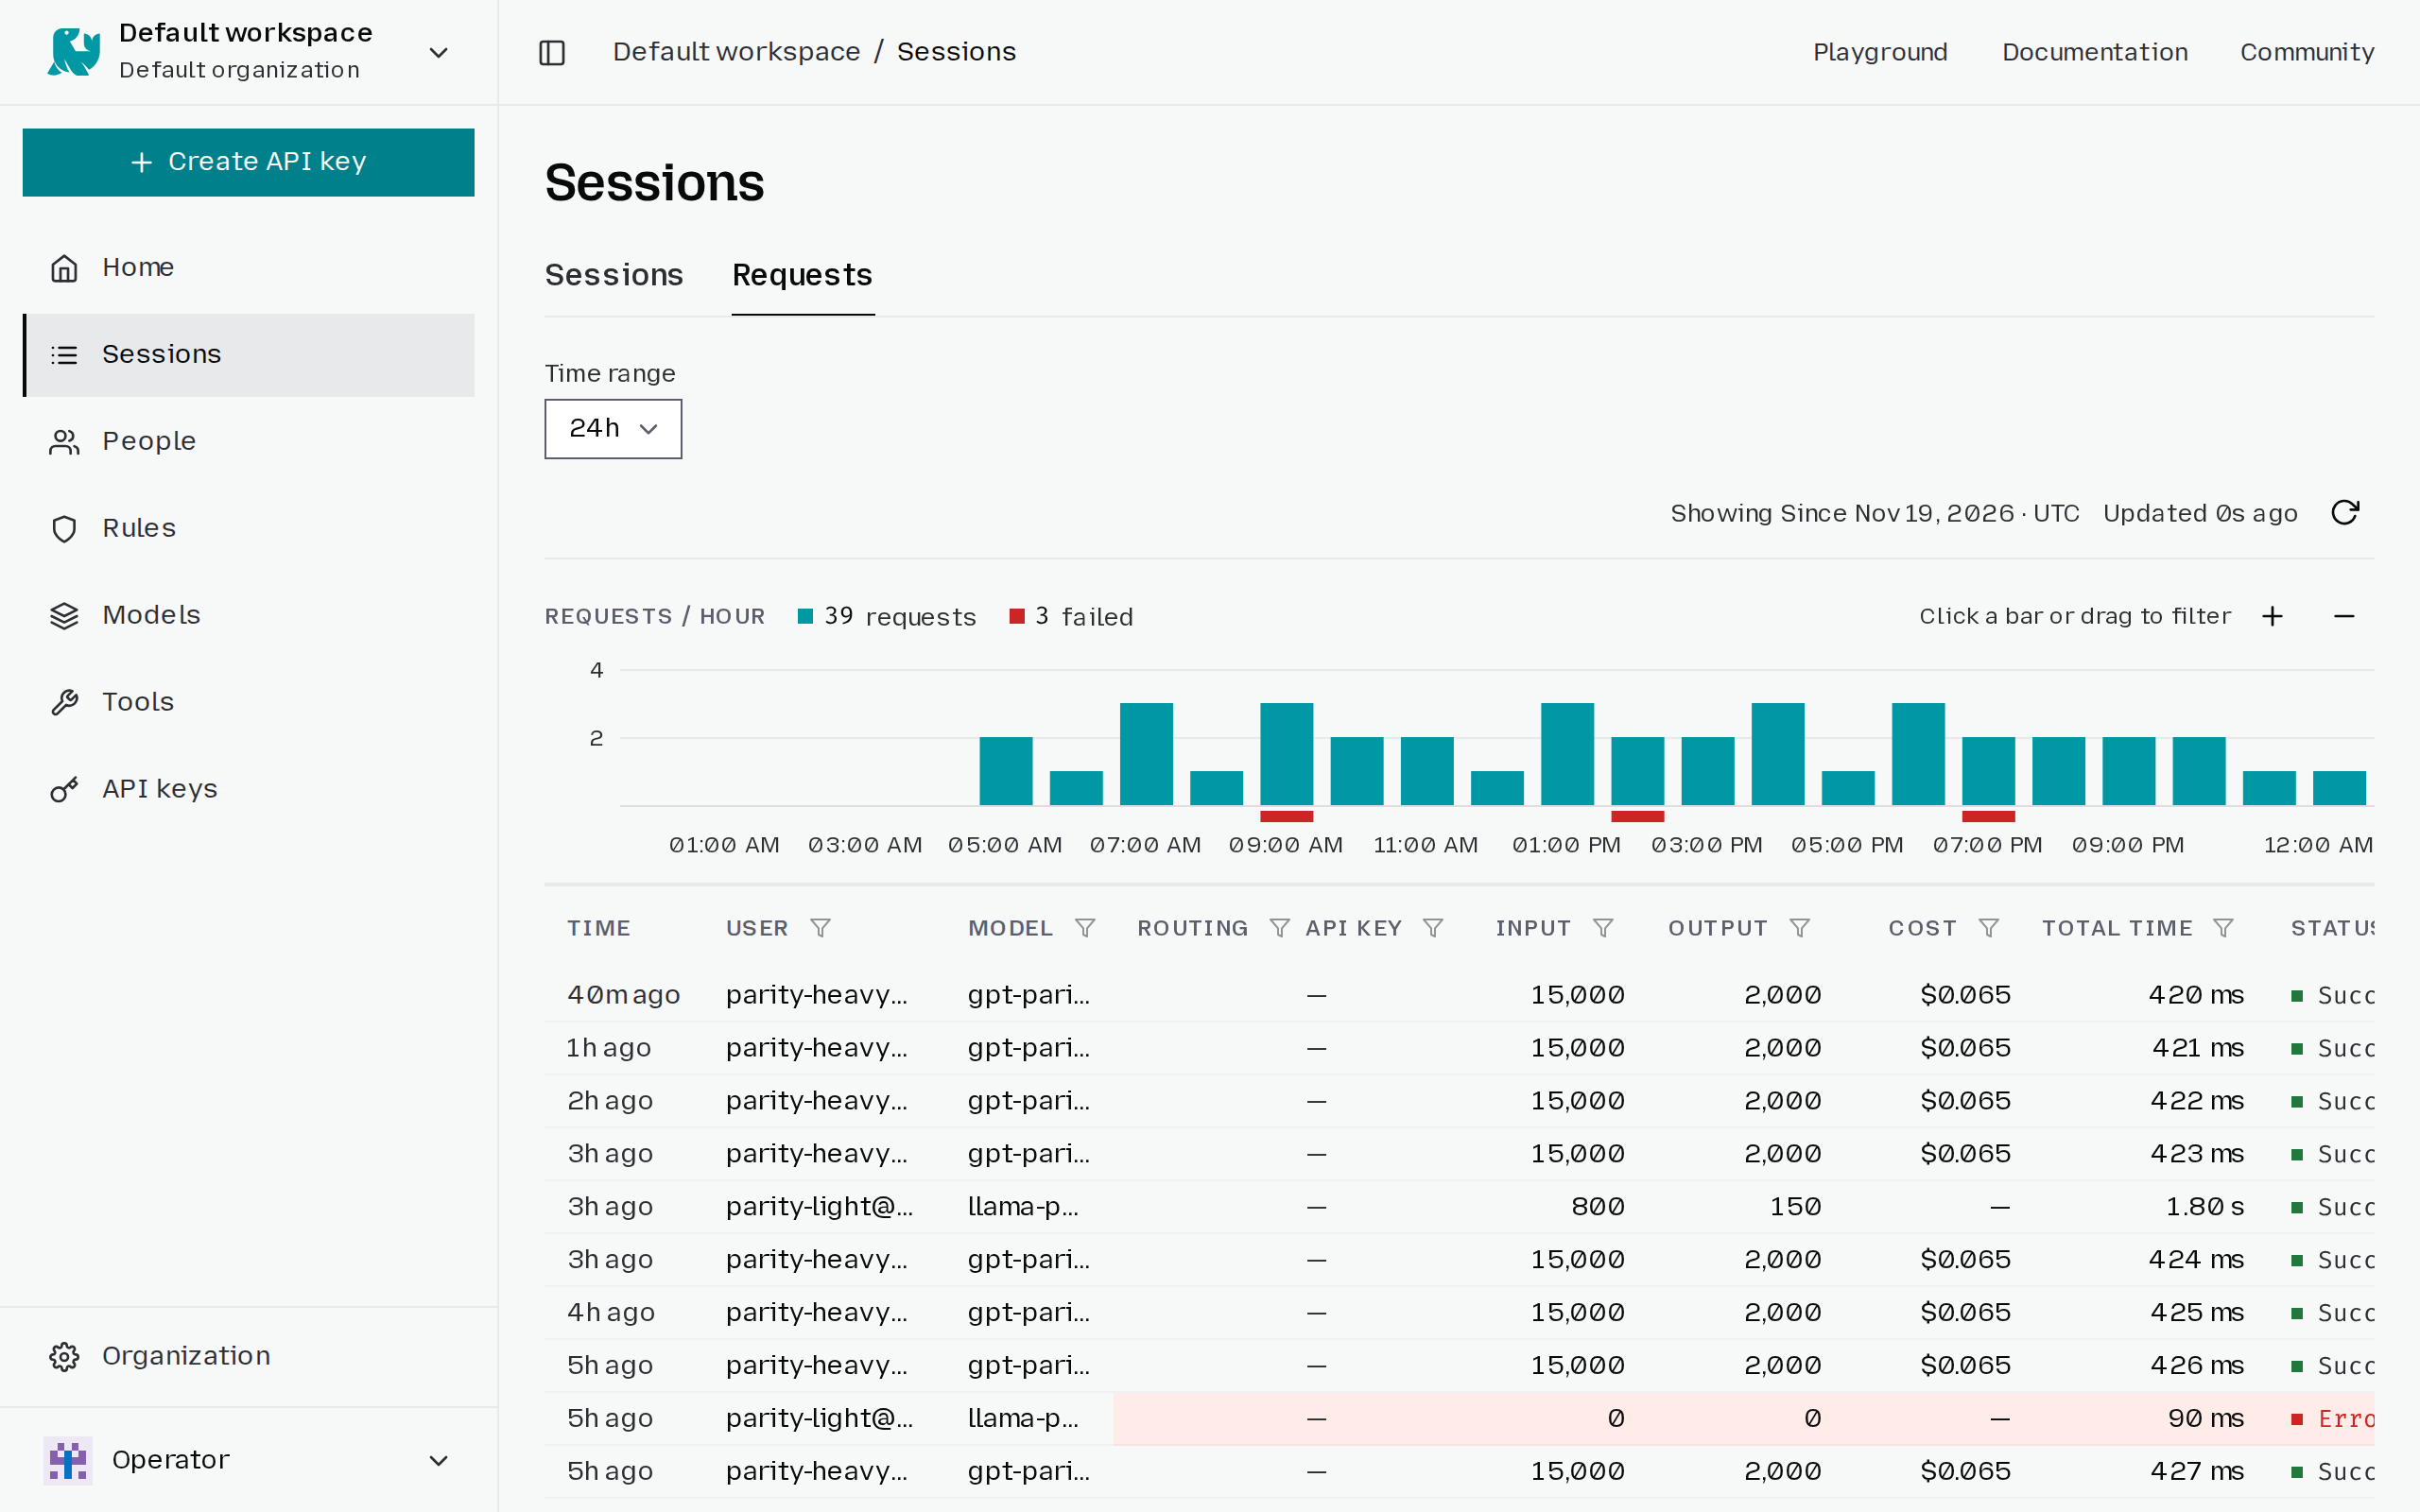 Default workspace
Default organization
Default workspace / Sessions
Playground Documentation Community
Create API key
Home
Sessions
People
Rules
Models
Tools
API keys
Organization
Operator
Sessions
Sessions Requests
Time range
24h
Showing Since Nov 19, 2026 · UTC Updated 0s ago
REQUESTS / HOUR 39 requests 3 failed Click a bar or drag to filter
4
2
01:00 AM 03:00 AM 05:00 AM 07:00 AM 09:00 AM 11:00 AM 01:00 PM 03:00 PM 05:00 PM 07:00 PM 09:00 PM 12:00 AM
TIME USER MODEL ROUTING API KEY INPUT OUTPUT COST TOTAL TIME STATUS
40m ago parity-heavy... gpt-pari... — 15,000 2,000 $0.065 420 ms Succ
1h ago parity-heavy... gpt-pari... — 15,000 2,000 $0.065 421 ms Succ
2h ago parity-heavy... gpt-pari... — 15,000 2,000 $0.065 422 ms Succ
3h ago parity-heavy... gpt-pari... — 15,000 2,000 $0.065 423 ms Succ
3h ago parity-light@... llama-p... — 800 150 — 1.80 s Succ
3h ago parity-heavy... gpt-pari... — 15,000 2,000 $0.065 424 ms Succ
4h ago parity-heavy... gpt-pari... — 15,000 2,000 $0.065 425 ms Succ
5h ago parity-heavy... gpt-pari... — 15,000 2,000 $0.065 426 ms Succ
5h ago parity-light@... llama-p... — 0 0 — 90 ms Erro
5h ago parity-heavy... gpt-pari... — 15,000 2,000 $0.065 427 ms Succ